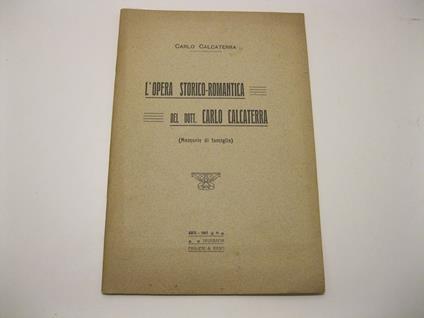 CARLO CALCATERRA
L'OPERA STORICO-ROMANTICA
DEL DOTT. CARLO CALCATERRA
(Memorie di famiglia)